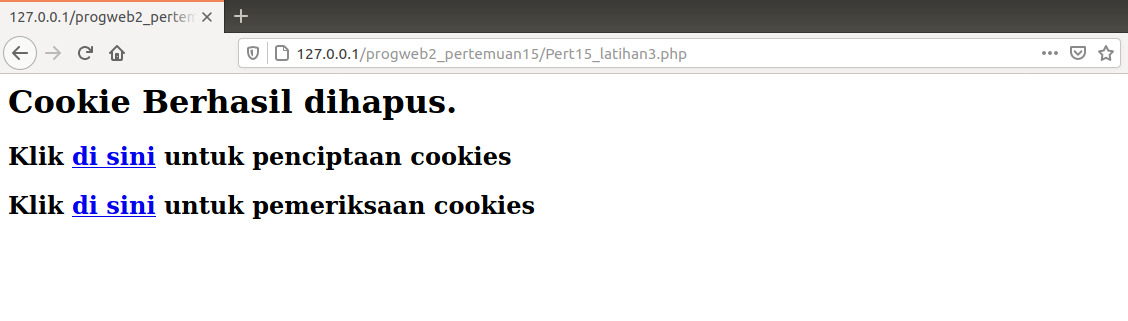 127.0.0.1/progweb2_pertem
127.0.0.1/progweb2_pertemuan15/Pert15_latihan3.php
Cookie Berhasil dihapus.
Klik di sini untuk penciptaan cookies
Klik di sini untuk pemeriksaan cookies